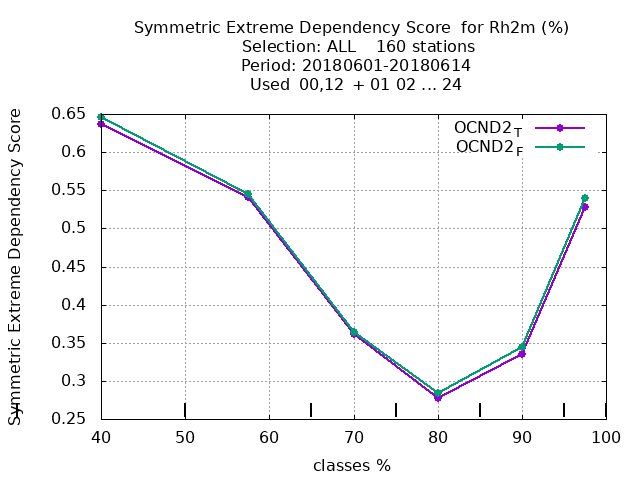 Symmetric Extreme Dependency Score for Rh2m (%)
Selection: ALL 160 stations
Period: 20180601-20180614
Used 00,12 + 01 02 ... 24
Symmetric Extreme Dependency Score
0.65
0.6
0.55
0.5
0.45
0.4
0.35
0.3
0.25
OCND2T
OCND2F
40 50 60 70 80 90 100
classes %